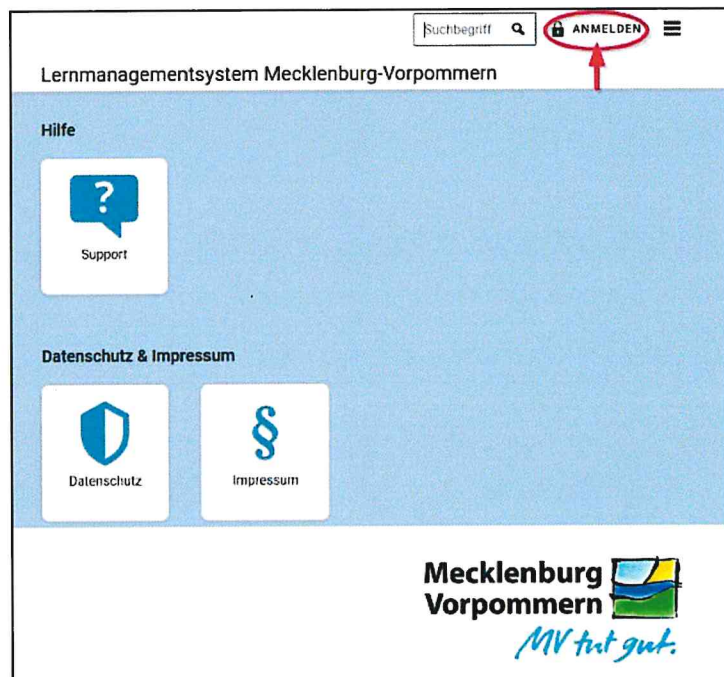 Suchbegriff ANMELDEN
Lernmanagementsystem Mecklenburg-Vorpommern
Hilfe
?
Support
Datenschutz & Impressum
§
Datenschutz Impressum
Mecklenburg
Vorpommern
MV tut gut.